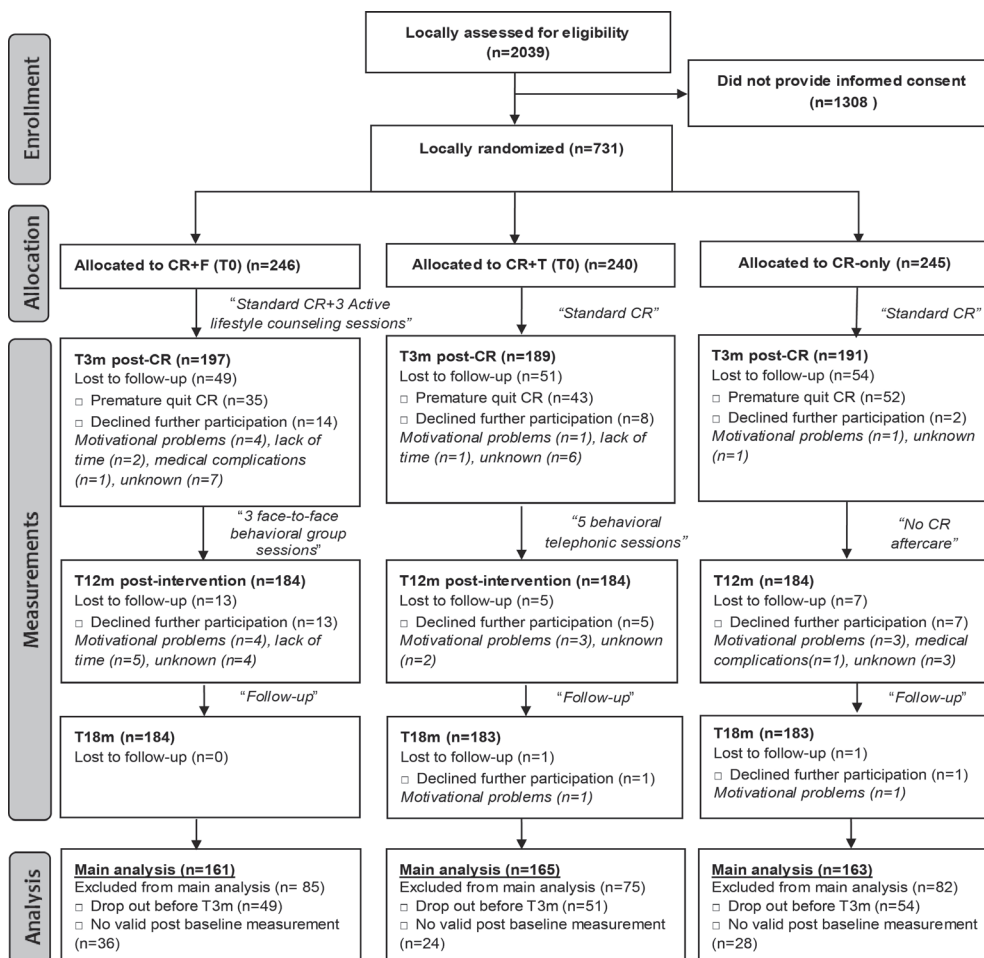 Enrollment
Locally assessed for eligibility
(n=2039)
Did not provide informed consent
(n=1308 )
Locally randomized (n=731)
Allocation
Allocated to CR+F (T0) (n=246)
Allocated to CR+T (T0) (n=240)
Allocated to CR-only (n=245)
“Standard CR+3 Active
lifestyle counseling sessions”
“Standard CR”
“Standard CR”
Measurements
T3m post-CR (n=197)
Lost to follow-up (n=49)
□ Premature quit CR (n=35)
□ Declined further participation (n=14)
Motivational problems (n=4), lack of
time (n=2), medical complications
(n=1), unknown (n=7)
T3m post-CR (n=189)
Lost to follow-up (n=51)
□ Premature quit CR (n=43)
□ Declined further participation (n=8)
Motivational problems (n=1), lack of
time (n=1), unknown (n=6)
T3m post-CR (n=191)
Lost to follow-up (n=54)
□ Premature quit CR (n=52)
□ Declined further participation (n=2)
Motivational problems (n=1), unknown
(n=1)
“3 face-to-face
behavioral group
sessions”
“5 behavioral
telephonic sessions”
“No CR
aftercare”
T12m post-intervention (n=184)
Lost to follow-up (n=13)
□ Declined further participation (n=13)
Motivational problems (n=4), lack of
time (n=5), unknown (n=4)
T12m post-intervention (n=184)
Lost to follow-up (n=5)
□ Declined further participation (n=5)
Motivational problems (n=3), unknown
(n=2)
T12m (n=184)
Lost to follow-up (n=7)
□ Declined further participation (n=7)
Motivational problems (n=3), medical
complications(n=1), unknown (n=3)
“Follow-up”
“Follow-up”
“Follow-up”
T18m (n=184)
Lost to follow-up (n=0)
T18m (n=183)
Lost to follow-up (n=1)
□ Declined further participation (n=1)
Motivational problems (n=1)
T18m (n=183)
Lost to follow-up (n=1)
□ Declined further participation (n=1)
Motivational problems (n=1)
Analysis
Main analysis (n=161)
Excluded from main analysis (n= 85)
□ Drop out before T3m (n=49)
□ No valid post baseline measurement
(n=36)
Main analysis (n=165)
Excluded from main analysis (n=75)
□ Drop out before T3m (n=51)
□ No valid post baseline measurement
(n=24)
Main analysis (n=163)
Excluded from main analysis (n=82)
□ Drop out before T3m (n=54)
□ No valid post baseline measurement
(n=28)